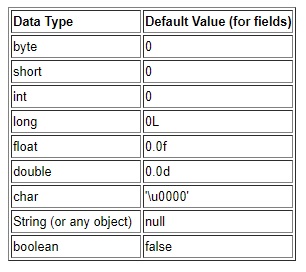 Data Type Default Value (for fields)
byte 0
short 0
int 0
long 0L
float 0.0f
double 0.0d
char '\u0000'
String (or any object) null
boolean false